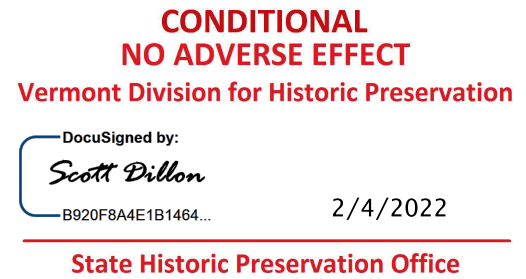 CONDITIONAL
NO ADVERSE EFFECT
Vermont Division for Historic Preservation
DocuSigned by:
Scott Dillon
B920F8A4E1B1464...
2/4/2022
State Historic Preservation Office